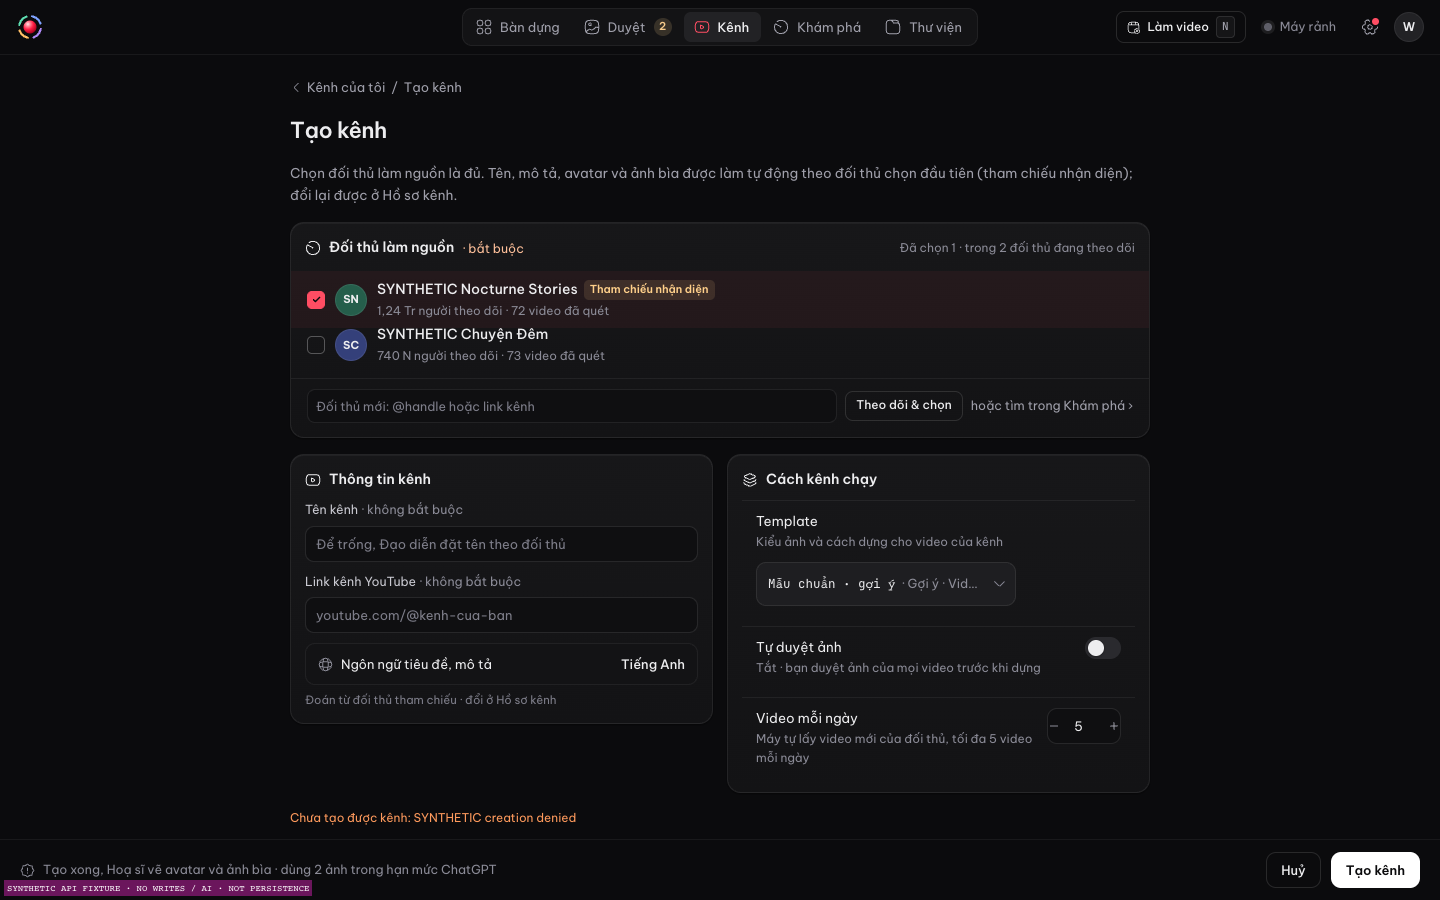 Bàn dựng
Duyệt 2
Kênh
Khám phá
Thư viện
Làm video N
Máy rảnh
W
Kênh của tôi / Tạo kênh
Tạo kênh
Chọn đối thủ làm nguồn là đủ. Tên, mô tả, avatar và ảnh bìa được làm tự động theo đối thủ chọn đầu tiên (tham chiếu nhận diện);
đổi lại được ở Hồ sơ kênh.
Đối thủ làm nguồn · bắt buộc
Đã chọn 1 · trong 2 đối thủ đang theo dõi
SN
SYNTHETIC Nocturne Stories Tham chiếu nhận diện
1,24 Tr người theo dõi · 72 video đã quét
SC
SYNTHETIC Chuyện Đêm
740 N người theo dõi · 73 video đã quét
Đối thủ mới: @handle hoặc link kênh
Theo dõi & chọn
hoặc tìm trong Khám phá ›
Thông tin kênh
Tên kênh · không bắt buộc
Để trống, Đạo diễn đặt tên theo đối thủ
Link kênh YouTube · không bắt buộc
youtube.com/@kenh-cua-ban
Ngôn ngữ tiêu đề, mô tả
Tiếng Anh
Đoán từ đối thủ tham chiếu · đổi ở Hồ sơ kênh
Cách kênh chạy
Template
Kiểu ảnh và cách dựng cho video của kênh
Mẫu chuẩn · gợi ý · Gợi ý · Vid...
Tự duyệt ảnh
Tắt · bạn duyệt ảnh của mọi video trước khi dựng
Video mỗi ngày
Máy tự lấy video mới của đối thủ, tối đa 5 video
mỗi ngày
− 5 +
Chưa tạo được kênh: SYNTHETIC creation denied
Tạo xong, Hoạ sĩ vẽ avatar và ảnh bìa · dùng 2 ảnh trong hạn mức ChatGPT
Huỷ
Tạo kênh
SYNTHETIC API FIXTURE · NO WRITES / AI · NOT PERSISTENCE